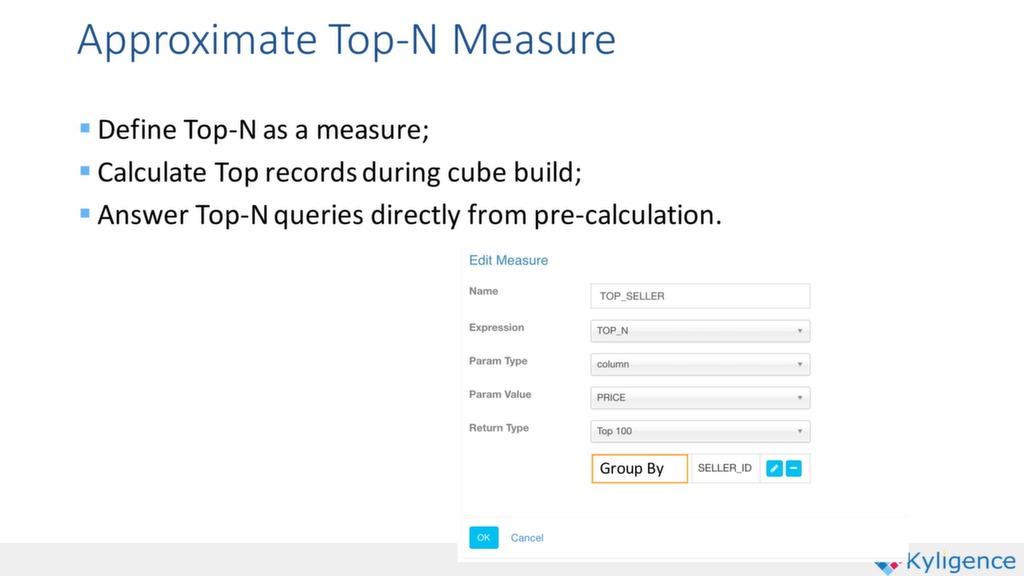 Approximate Top-N Measure
Define Top-N as a measure;
Calculate Top records during cube build;
Answer Top-N queries directly from pre-calculation.
Edit Measure
Name TOP_SELLER
Expression TOP_N
Param Type column
Param Value PRICE
Return Type Top 100
Group By SELLER_ID
OK Cancel
Kyligence